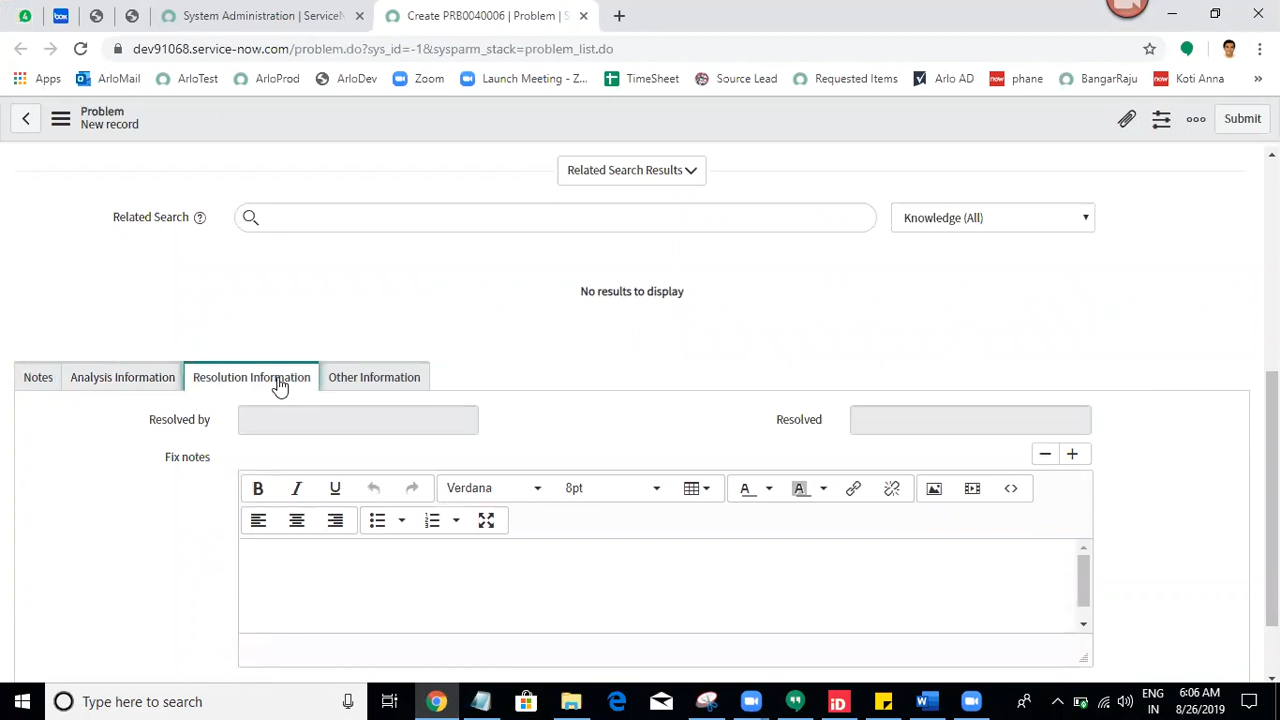 4
box
System Administration | ServiceN
Create PRB0040006 | Problem | S
dev91068.service-now.com/problem.do?sys_id=-1&sysparm_stack=problem_list.do
Apps
ArloMail
ArloTest
ArloProd
ArloDev
Zoom
Launch Meeting - Z...
TimeSheet
Source Lead
Requested Items
Arlo AD
now
phane
BangarRaju
now
Koti Anna
»
Problem
New record
Submit
Related Search Results
Related Search
Knowledge (All)
No results to display
Notes
Analysis Information
Resolution Information
Other Information
Resolved by
Resolved
Fix notes
B I U
Verdana
8pt
A
A
Type here to search
ENG
IN
6:06 AM
8/26/2019